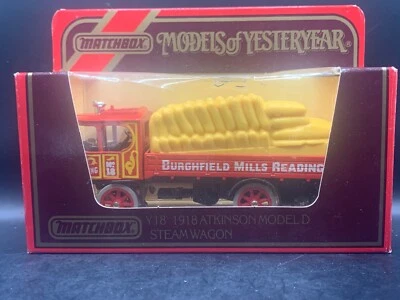 MATCHBOX
MODELS of YESTERYEAR®
BURGHFIELD MILLS READING
MATCHBOX
Y18 1918 ATKINSON MODEL D
STEAM WAGON